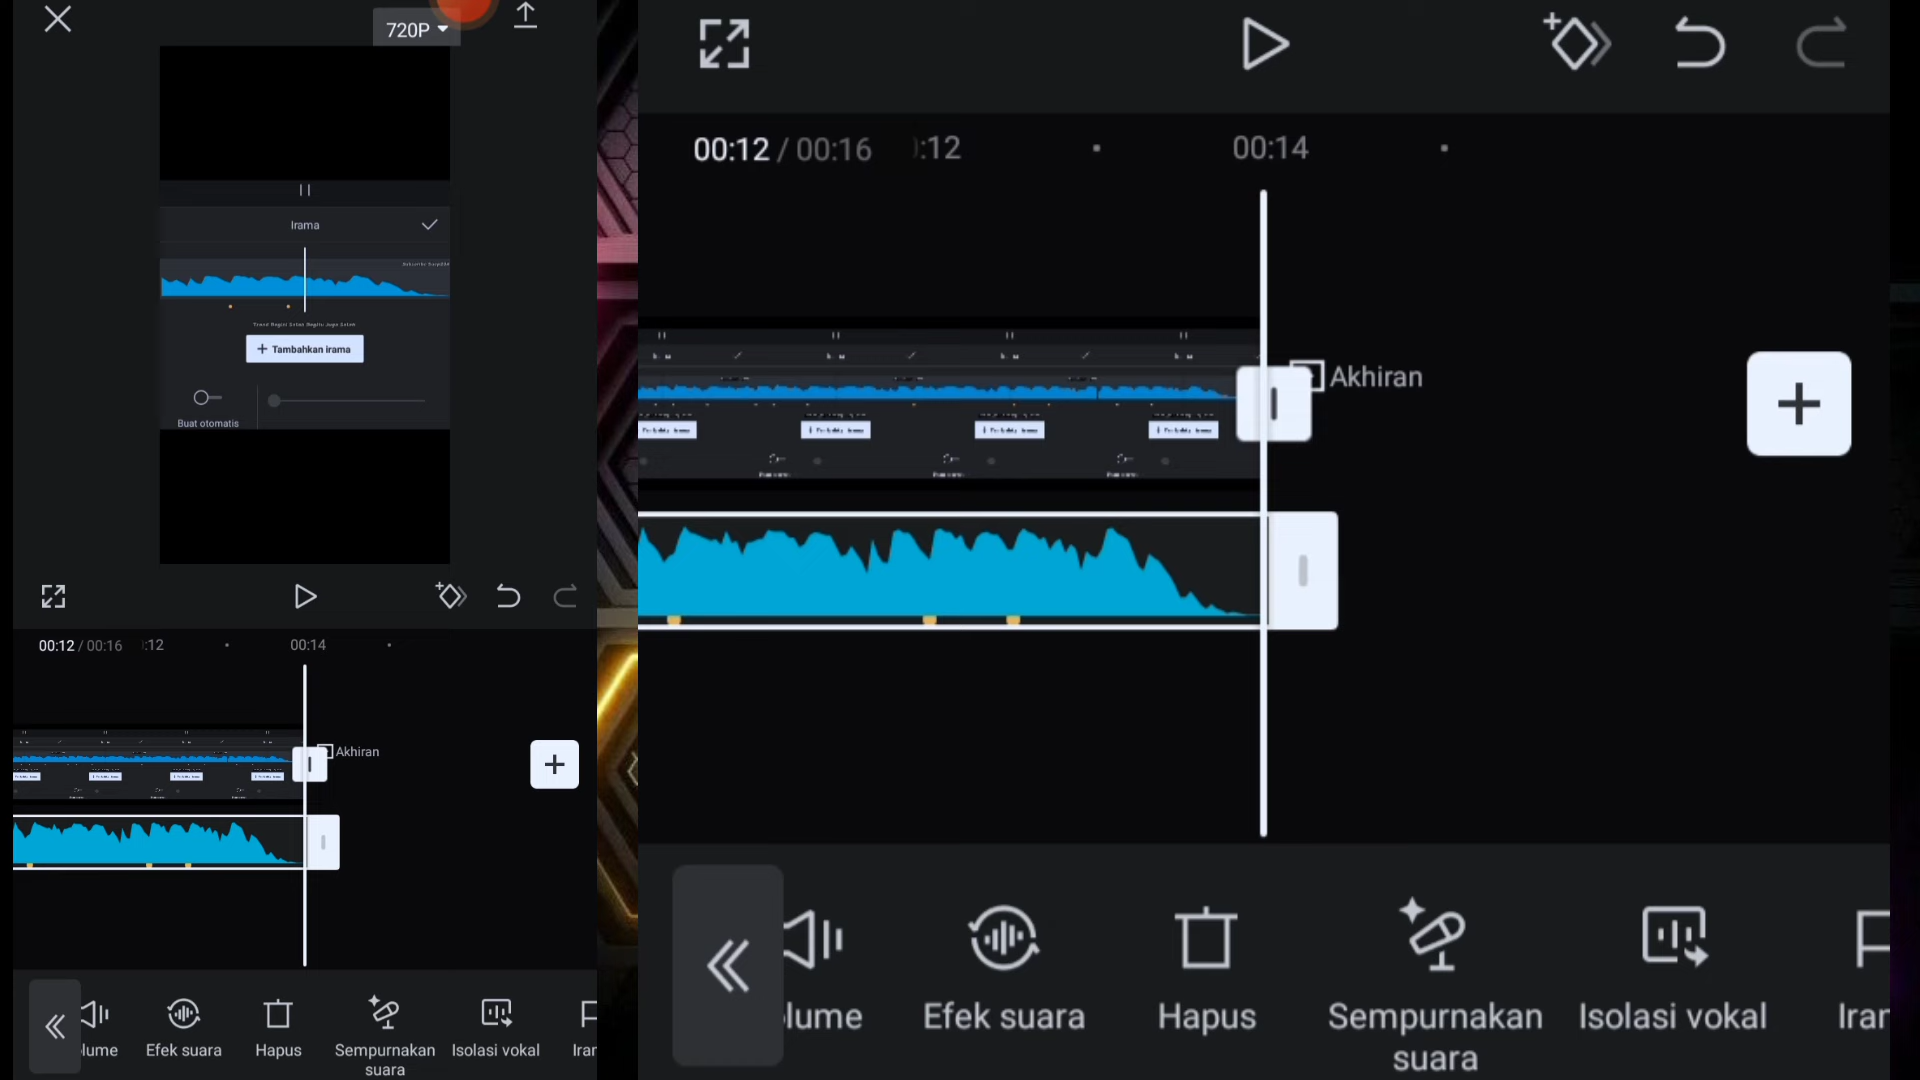 720P
Irama
Tambahkan irama
Buat otomatis
00:12 / 00:16 :12 00:14
Akhiran
lume Efek suara Hapus Sempurnakan suara Isolasi vokal Iran
00:12 / 00:16 :12 00:14
Akhiran
lume Efek suara Hapus Sempurnakan suara Isolasi vokal Iran